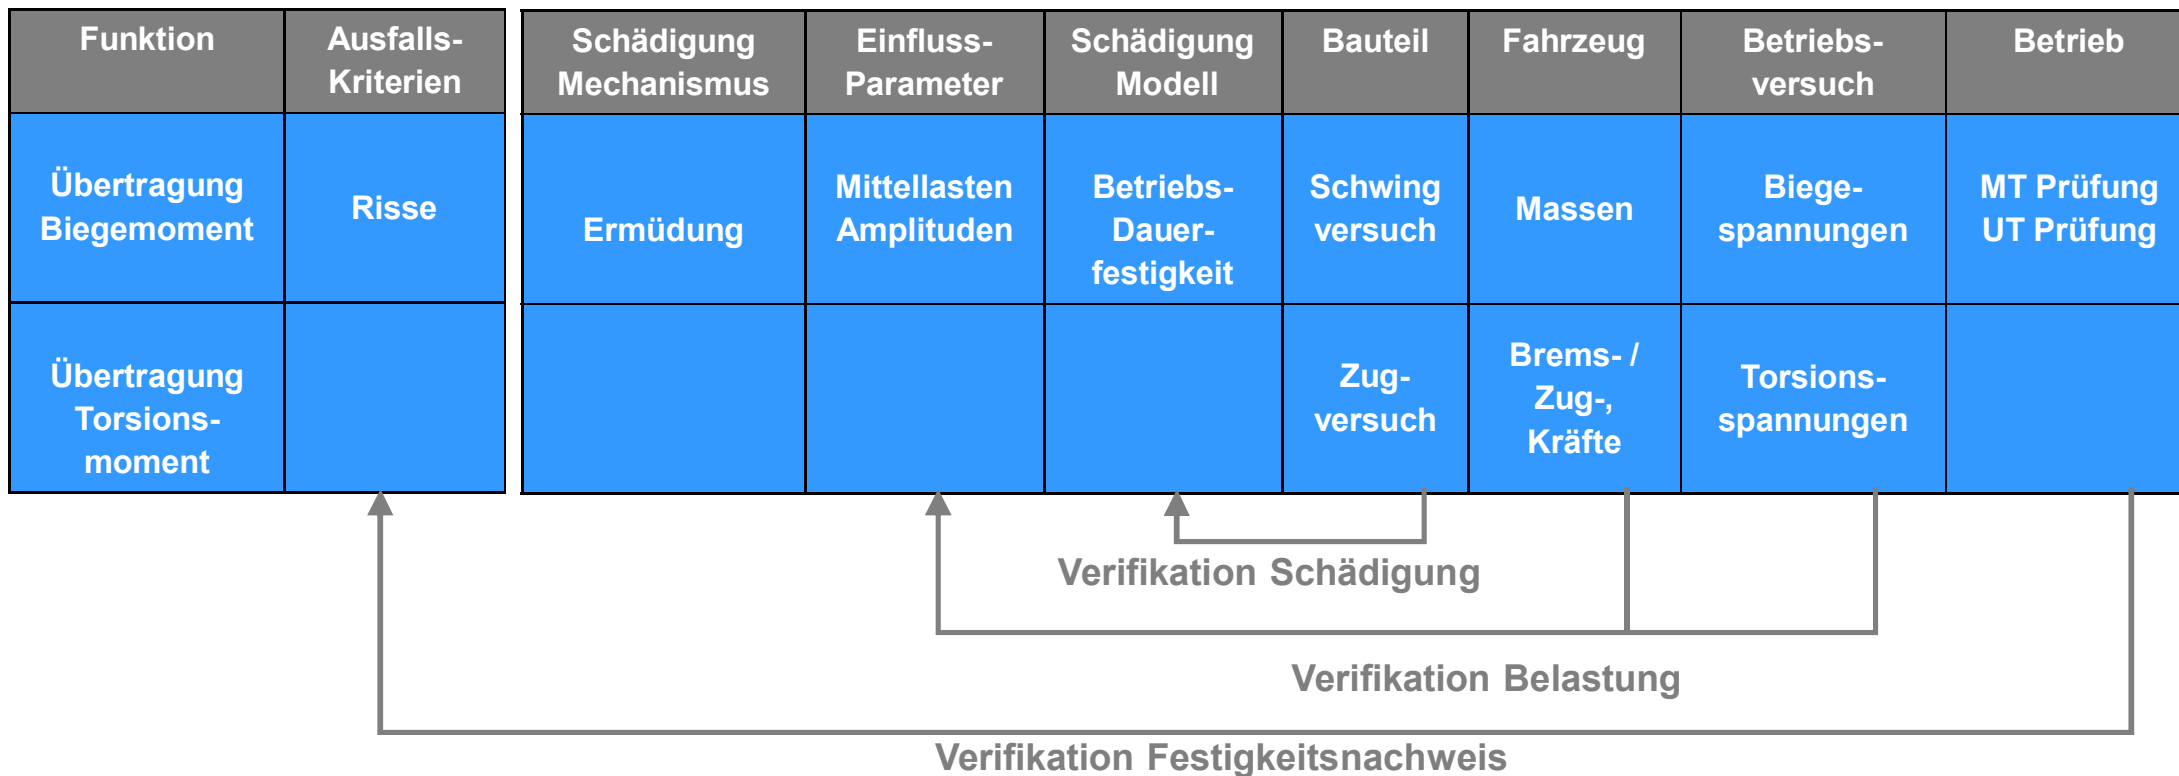 Funktion
Ausfalls-
Kriterien
Schädigung
Mechanismus
Einfluss-
Parameter
Schädigung
Modell
Bauteil
Fahrzeug
Betriebs-
versuch
Betrieb
Übertragung
Biegemoment
Risse
Ermüdung
Mittellasten
Amplituden
Betriebs-
Dauer-
festigkeit
Schwing
versuch
Massen
Biege-
spannungen
MT Prüfung
UT Prüfung
Übertragung
Torsions-
moment
Zug-
versuch
Brems- /
Zug-,
Kräfte
Torsions-
spannungen
Verifikation Schädigung
Verifikation Belastung
Verifikation Festigkeitsnachweis